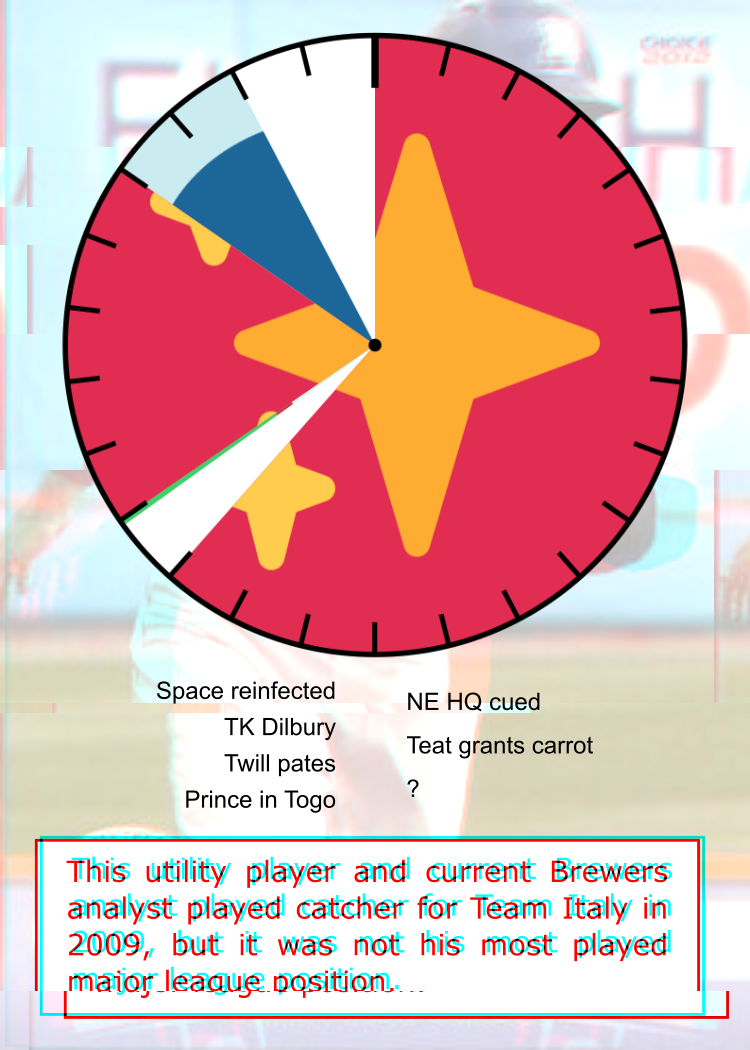 CHOICE
2012
Space reinfected
TK Dilbury
Twill pates
Prince in Togo
NE HQ cued
Teat grants carrot
?
This utility player and current Brewers
analyst played catcher for Team Italy in
2009, but it was not his most played
major league position.